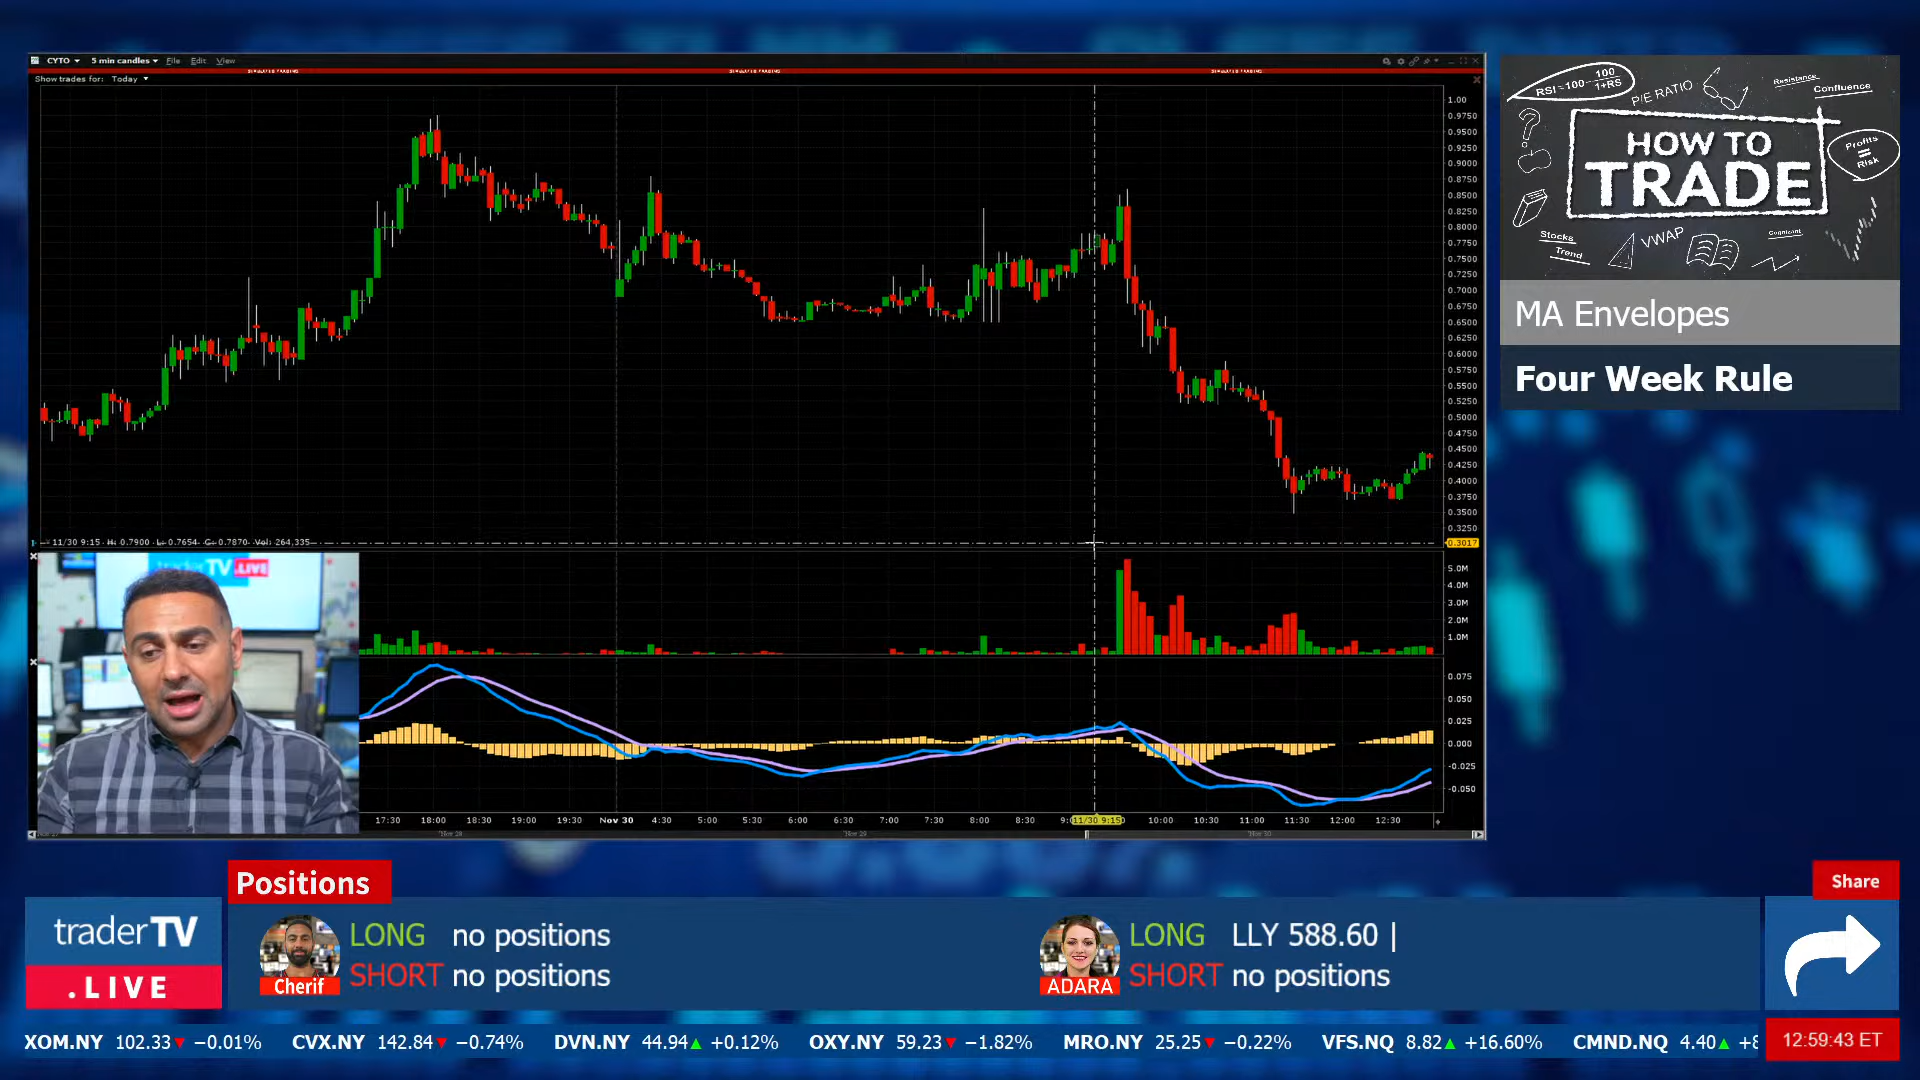 CYTO 5 min candles File Edit View
Show trades for: Today
1.00
0.9750
0.9500
0.9250
0.9000
0.8750
0.8500
0.8250
0.8000
0.7750
0.7500
0.7250
0.7000
0.6750
0.6500
0.6250
0.6000
0.5750
0.5500
0.5250
0.5000
0.4750
0.4500
0.4250
0.4000
0.3750
0.3500
0.3250
0.3017
11/30 9:15 H: 0.7900 L: 0.7654 C: 0.7870 Vol: 264,335
5.0M
4.0M
3.0M
2.0M
1.0M
0.075
0.050
0.025
0.000
-0.025
-0.050
17:30 18:00 18:30 19:00 19:30 Nov 30 4:30 5:00 5:30 6:00 6:30 7:00 7:30 8:00 8:30 11/30 9:15 10:00 10:30 11:00 11:30 12:00 12:30
TV .LIVE
RSI=100- 100
1+RS
P/E RATIO
Resistance
Confluence
HOW TO
TRADE
Profits
=
Risk
Stocks
Trend
VWAP
MA Envelopes
Four Week Rule
Positions
Share
traderTV
.LIVE
Cherif
LONG no positions
SHORT no positions
ADARA
LONG LLY 588.60 |
SHORT no positions
XOM.NY 102.33▼ −0.01% CVX.NY 142.84▼ −0.74% DVN.NY 44.94▲ +0.12% OXY.NY 59.23▼ −1.82% MRO.NY 25.25▼ −0.22% VFS.NQ 8.82▲ +16.60% CMND.NQ 4.40▲ +8
12:59:43 ET